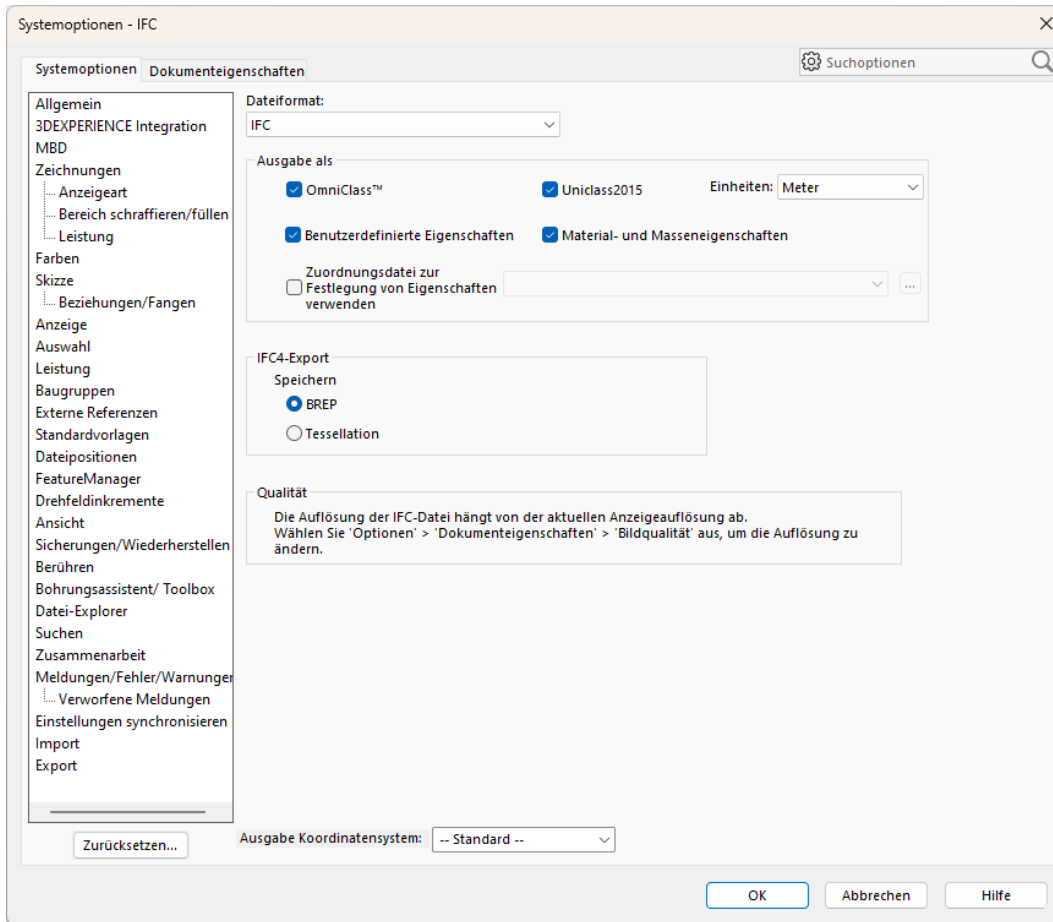 Systemoptionen - IFC
Systemoptionen
Dokumenteigenschaften
Suchoptionen
Allgemein
3DEXPERIENCE Integration
MBD
Zeichnungen
Anzeigeart
Bereich schraffieren/füllen
Leistung
Farben
Skizze
Beziehungen/Fangen
Anzeige
Auswahl
Leistung
Baugruppen
Externe Referenzen
Standardvorlagen
Dateipositionen
FeatureManager
Drehfeldinkremente
Ansicht
Sicherungen/Wiederherstellen
Berühren
Bohrungsassistent/ Toolbox
Datei-Explorer
Suchen
Zusammenarbeit
Meldungen/Fehler/Warnungen
Verworfene Meldungen
Einstellungen synchronisieren
Import
Export
Zurücksetzen...
Dateiformat:
IFC
Ausgabe als
OmniClass™
Uniclass2015
Einheiten: Meter
Benutzerdefinierte Eigenschaften
Material- und Masseneigenschaften
Zuordnungsdatei zur
Festlegung von Eigenschaften
verwenden
...
IFC4-Export
Speichern
BREP
Tessellation
Qualität
Die Auflösung der IFC-Datei hängt von der aktuellen Anzeigeauflösung ab.
Wählen Sie 'Optionen' > 'Dokumenteigenschaften' > 'Bildqualität' aus, um die Auflösung zu
ändern.
Ausgabe Koordinatensystem: -- Standard --
OK
Abbrechen
Hilfe